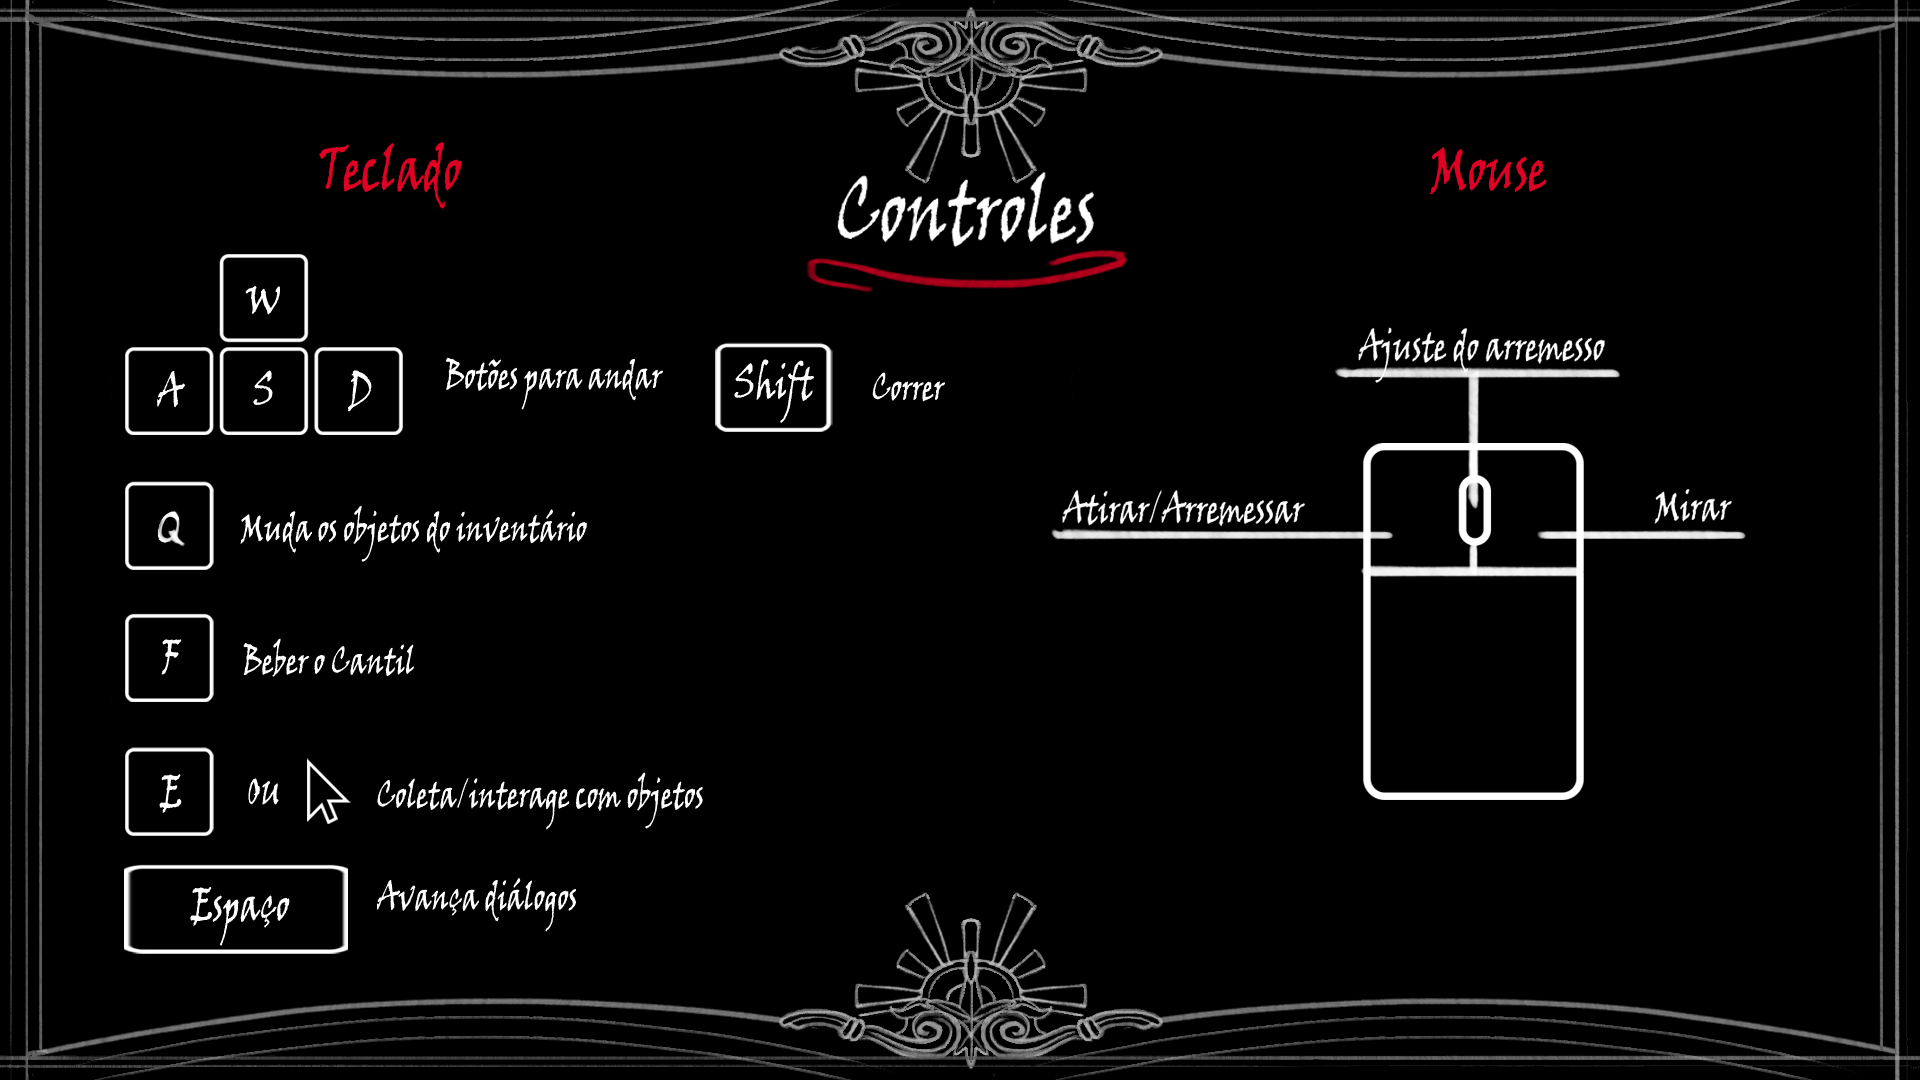 Controles
Teclado
W
A S D
Botões para andar
Shift
Correr
Q
Muda os objetos do inventário
F
Beber o Cantil
E
ou
Coleta/interage com objetos
Espaço
Avança diálogos
Mouse
Ajuste do arremesso
Atirar/Arremessar
Mirar